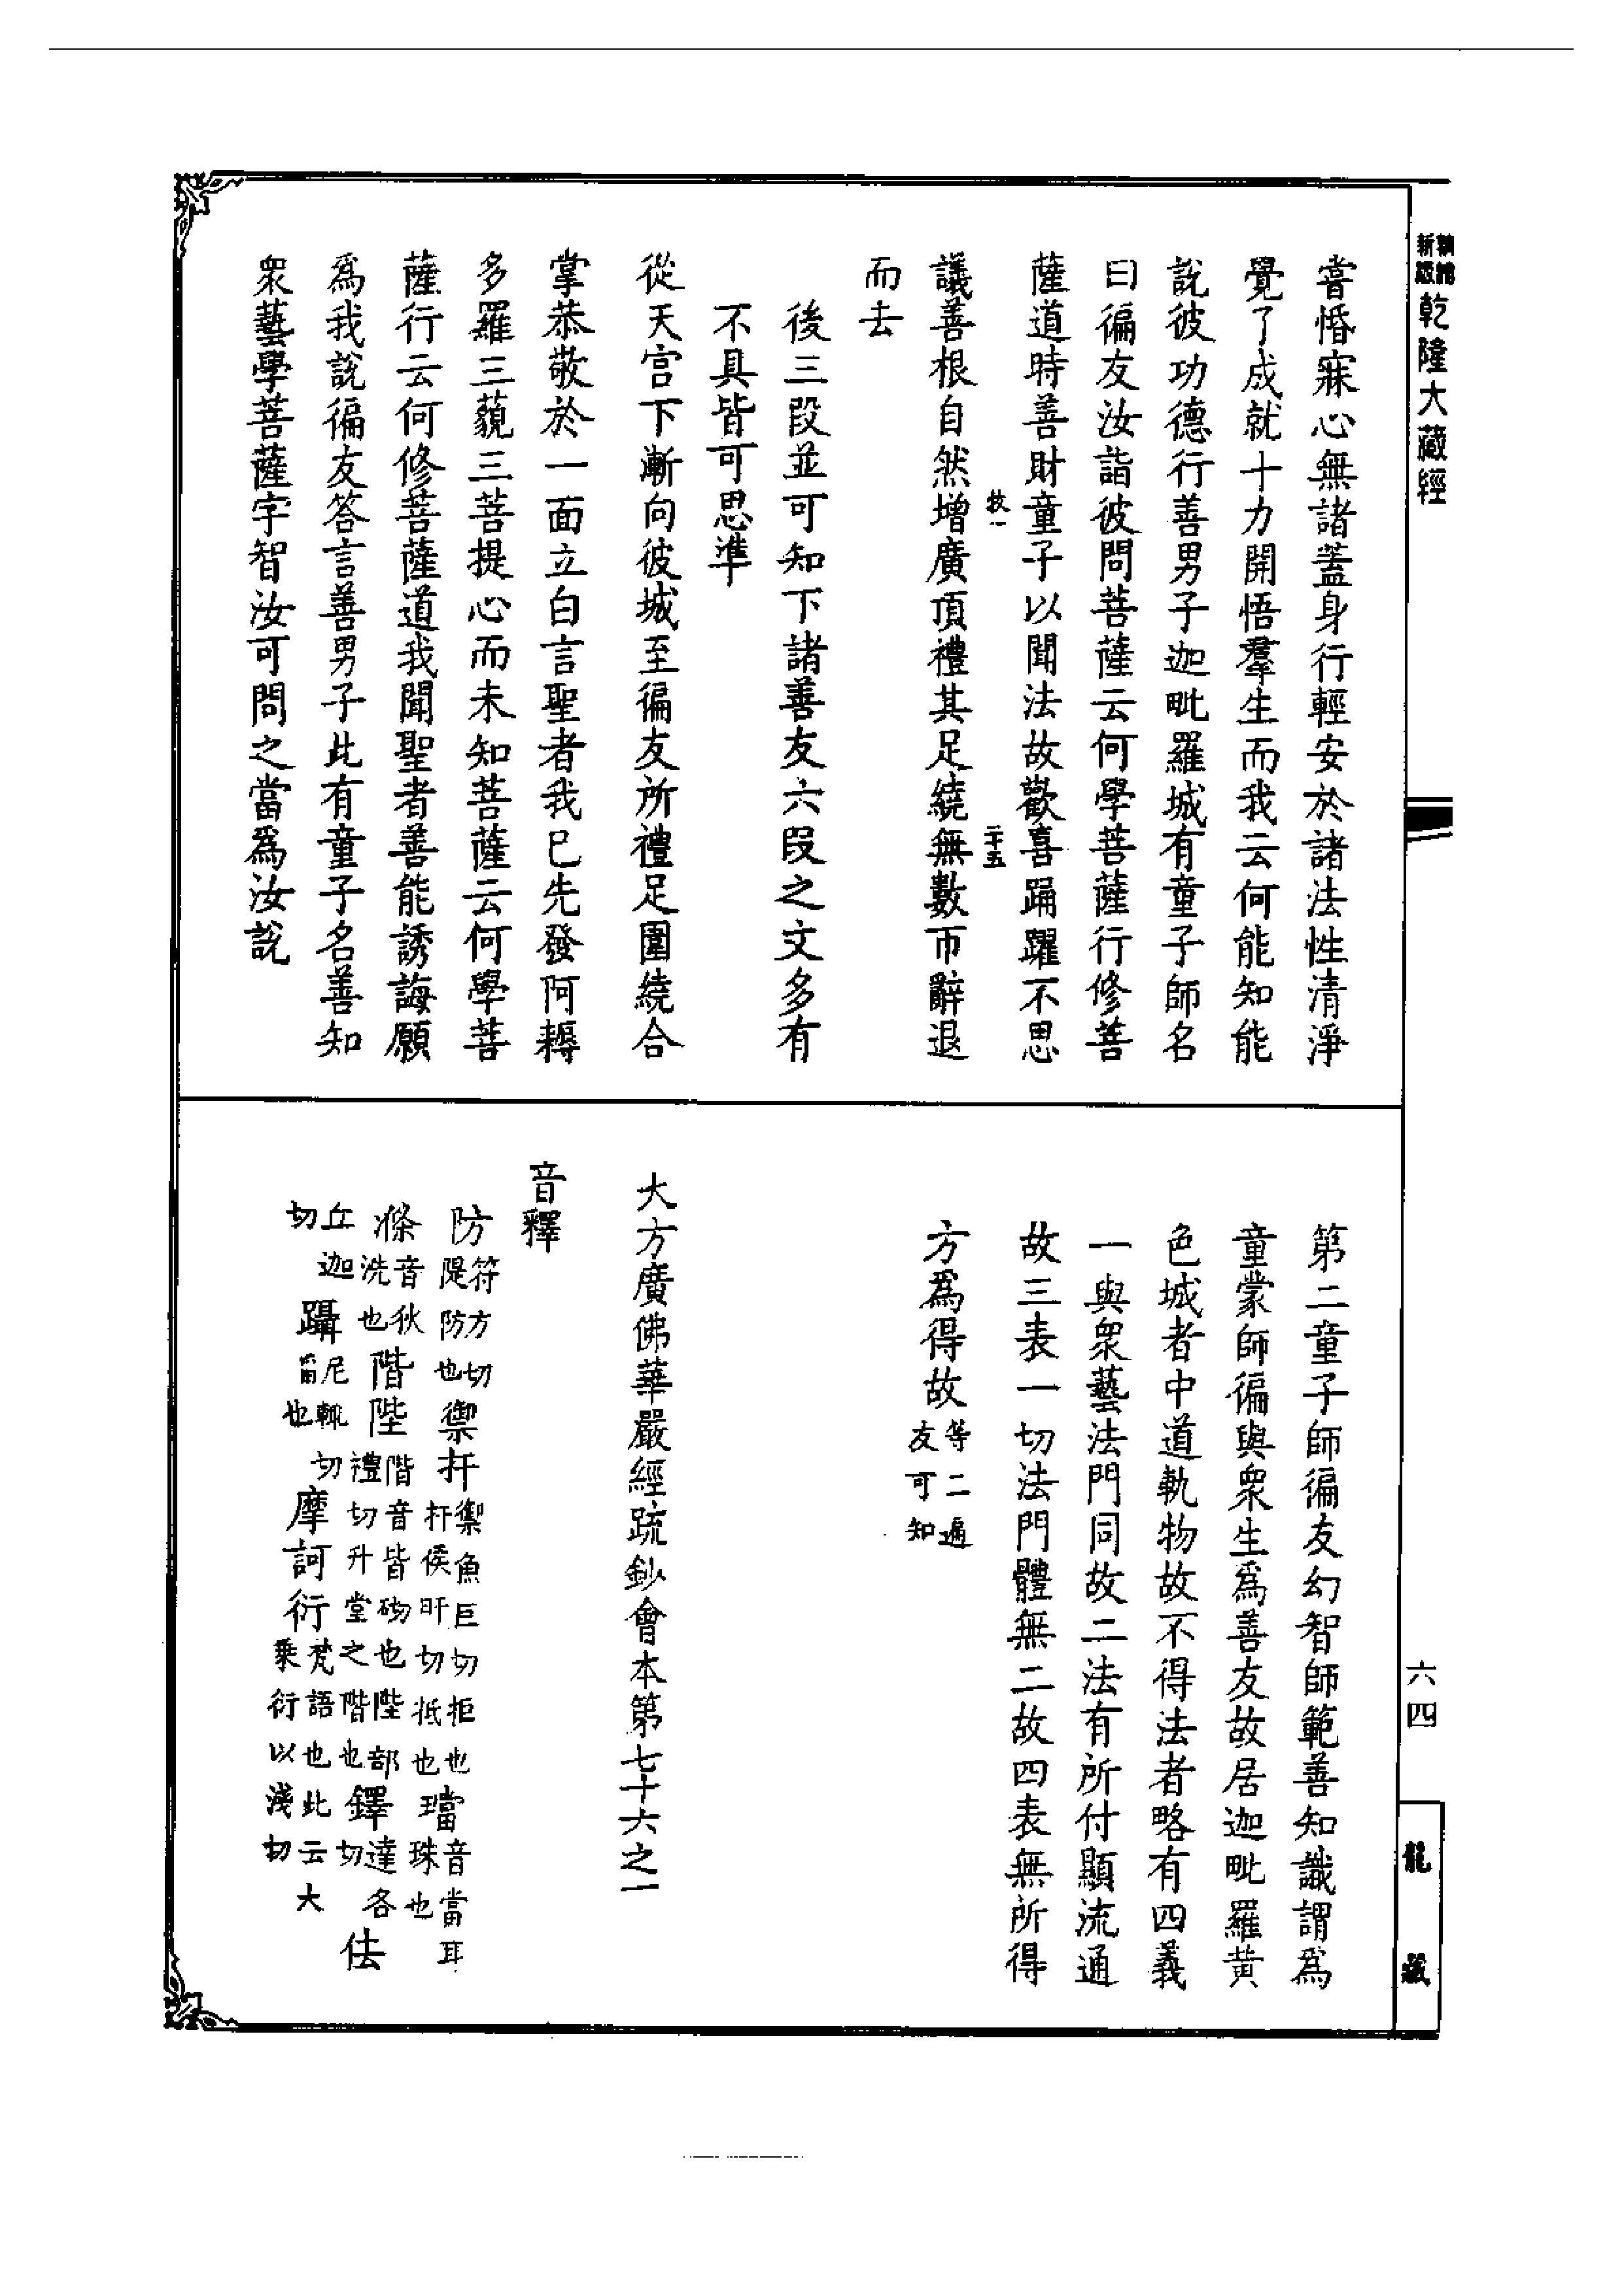 新編縮版
乾隆大藏經
嘗惛寐心無諸蓋身行輕安於諸法性清淨
覺了成就十力開悟羣生而我云何能知能
說彼功德行善男子迦毗羅城有童子師名
曰徧友汝詣彼問菩薩云何學菩薩行修菩
薩道時善財童子以聞法故歡喜踊躍不思
二十五
議善根自然增廣頂禮其足繞無數帀辭退
而去
後三段並可知下諸善友六段之文多有
不具皆可思準
從天宮下漸向彼城至徧友所禮足圍繞合
掌恭敬於一面立白言聖者我已先發阿耨
多羅三藐三菩提心而未知菩薩云何學菩
薩行云何修菩薩道我聞聖者善能誘誨願
爲我說徧友答言善男子此有童子名善知
眾藝學菩薩字智汝可問之當爲汝說
第二童子師徧友幻智師範善知識謂爲
童蒙師徧與眾生爲善友故居迦毗羅黃
色城者中道軌物故不得法者略有四義
一與眾藝法門同故二法有所付顯流通
故三表一切法門體無二故四表無所得
方爲得故等二遍友可知
大方廣佛華嚴經疏鈔會本第七十六之一
音釋
防符方切隄防也禦扞禦魚巨切拒也扞侯旰切抵也璫音當耳珠也
滌音狄洗也階陛階音皆砌也陛部禮切升堂之階也鐸達各切佉
丘迦切躡尼輒切蹈也摩訶衍梵語也此云大乘衍以淺切
六四
龍藏